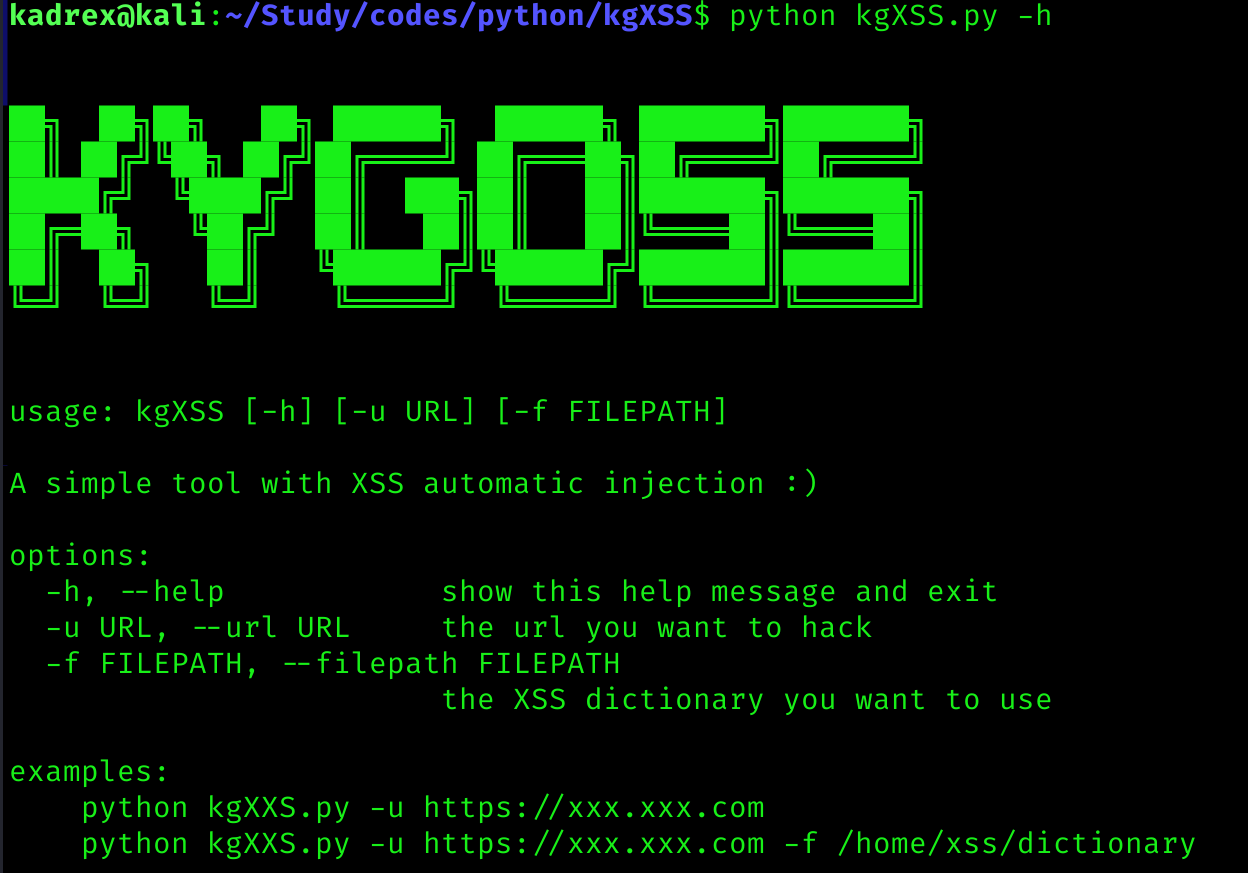 kadrex@kali:~/Study/codes/python/kgXSS$ python kgXSS.py -h
KYGOSS
usage: kgXSS [-h] [-u URL] [-f FILEPATH]
A simple tool with XSS automatic injection :)
options:
-h, --help show this help message and exit
-u URL, --url URL the url you want to hack
-f FILEPATH, --filepath FILEPATH
the XSS dictionary you want to use
examples:
python kgXXS.py -u https://xxx.xxx.com
python kgXXS.py -u https://xxx.xxx.com -f /home/xss/dictionary